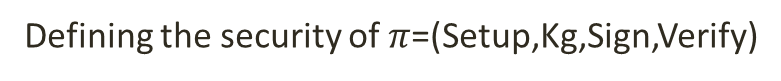 Defining the security of 𝜋=(Setup,Kg,Sign,Verify)